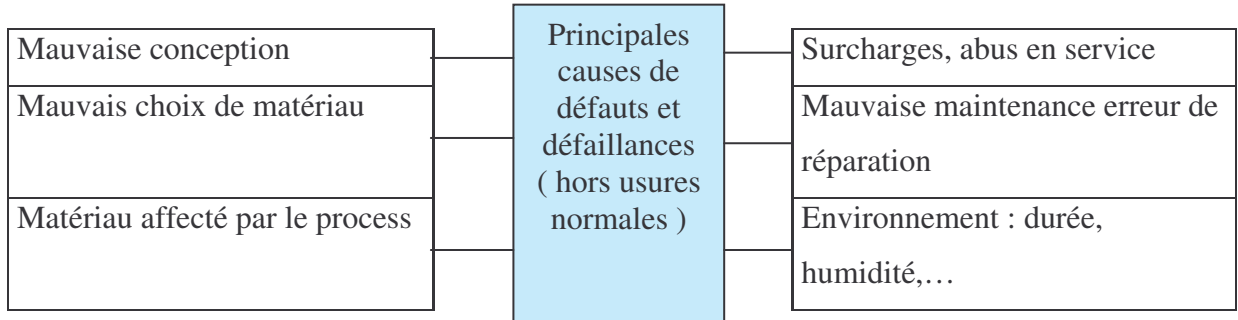 Mauvaise conception
Mauvais choix de matériau
Matériau affecté par le process
Principales
causes de
défauts et
défaillances
( hors usures
normales )
Surcharges, abus en service
Mauvaise maintenance erreur de
réparation
Environnement : durée,
humidité,…